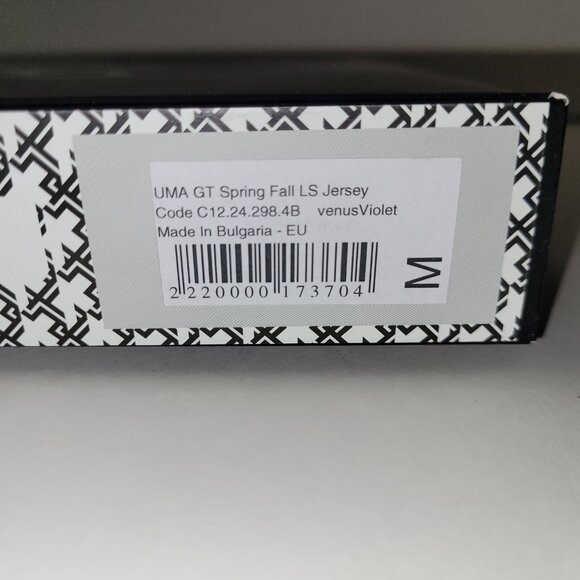 UMA GT Spring Fall LS Jersey
Code C12.24.298.4B venusViolet
Made In Bulgaria - EU
2 220000 173704
M